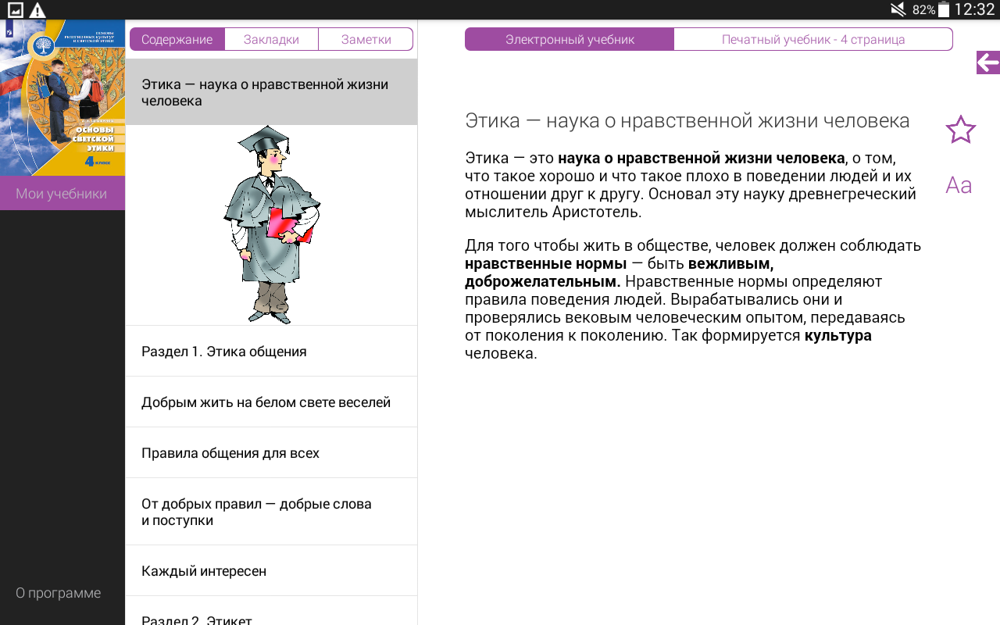 82% 12:32
ОСНОВЫ
РЕЛИГИОЗНЫХ КУЛЬТУР
И СВЕТСКОЙ ЭТИКИ
ОСНОВЫ
СВЕТСКОЙ
ЭТИКИ
4 КЛАСС
Мои учебники
О программе
Содержание Закладки Заметки
Этика — наука о нравственной жизни
человека
Раздел 1. Этика общения
Добрым жить на белом свете веселей
Правила общения для всех
От добрых правил — добрые слова
и поступки
Каждый интересен
Раздел 2. Этикет
Электронный учебник Печатный учебник - 4 страница
Этика — наука о нравственной жизни человека
Aa
Этика — это наука о нравственной жизни человека, о том,
что такое хорошо и что такое плохо в поведении людей и их
отношении друг к другу. Основал эту науку древнегреческий
мыслитель Аристотель.
Для того чтобы жить в обществе, человек должен соблюдать
нравственные нормы — быть вежливым,
доброжелательным. Нравственные нормы определяют
правила поведения людей. Вырабатывались они и
проверялись вековым человеческим опытом, передаваясь
от поколения к поколению. Так формируется культура
человека.